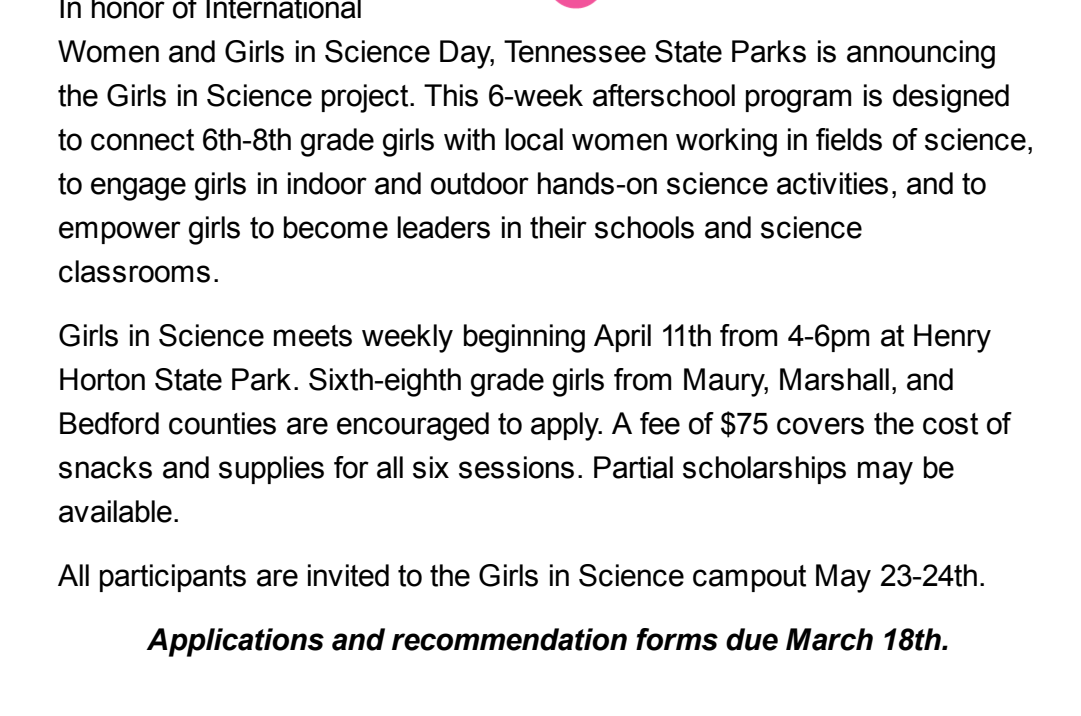 In honor of International
Women and Girls in Science Day, Tennessee State Parks is announcing
the Girls in Science project. This 6-week afterschool program is designed
to connect 6th-8th grade girls with local women working in fields of science,
to engage girls in indoor and outdoor hands-on science activities, and to
empower girls to become leaders in their schools and science
classrooms.
Girls in Science meets weekly beginning April 11th from 4-6pm at Henry
Horton State Park. Sixth-eighth grade girls from Maury, Marshall, and
Bedford counties are encouraged to apply. A fee of $75 covers the cost of
snacks and supplies for all six sessions. Partial scholarships may be
available.
All participants are invited to the Girls in Science campout May 23-24th.
Applications and recommendation forms due March 18th.